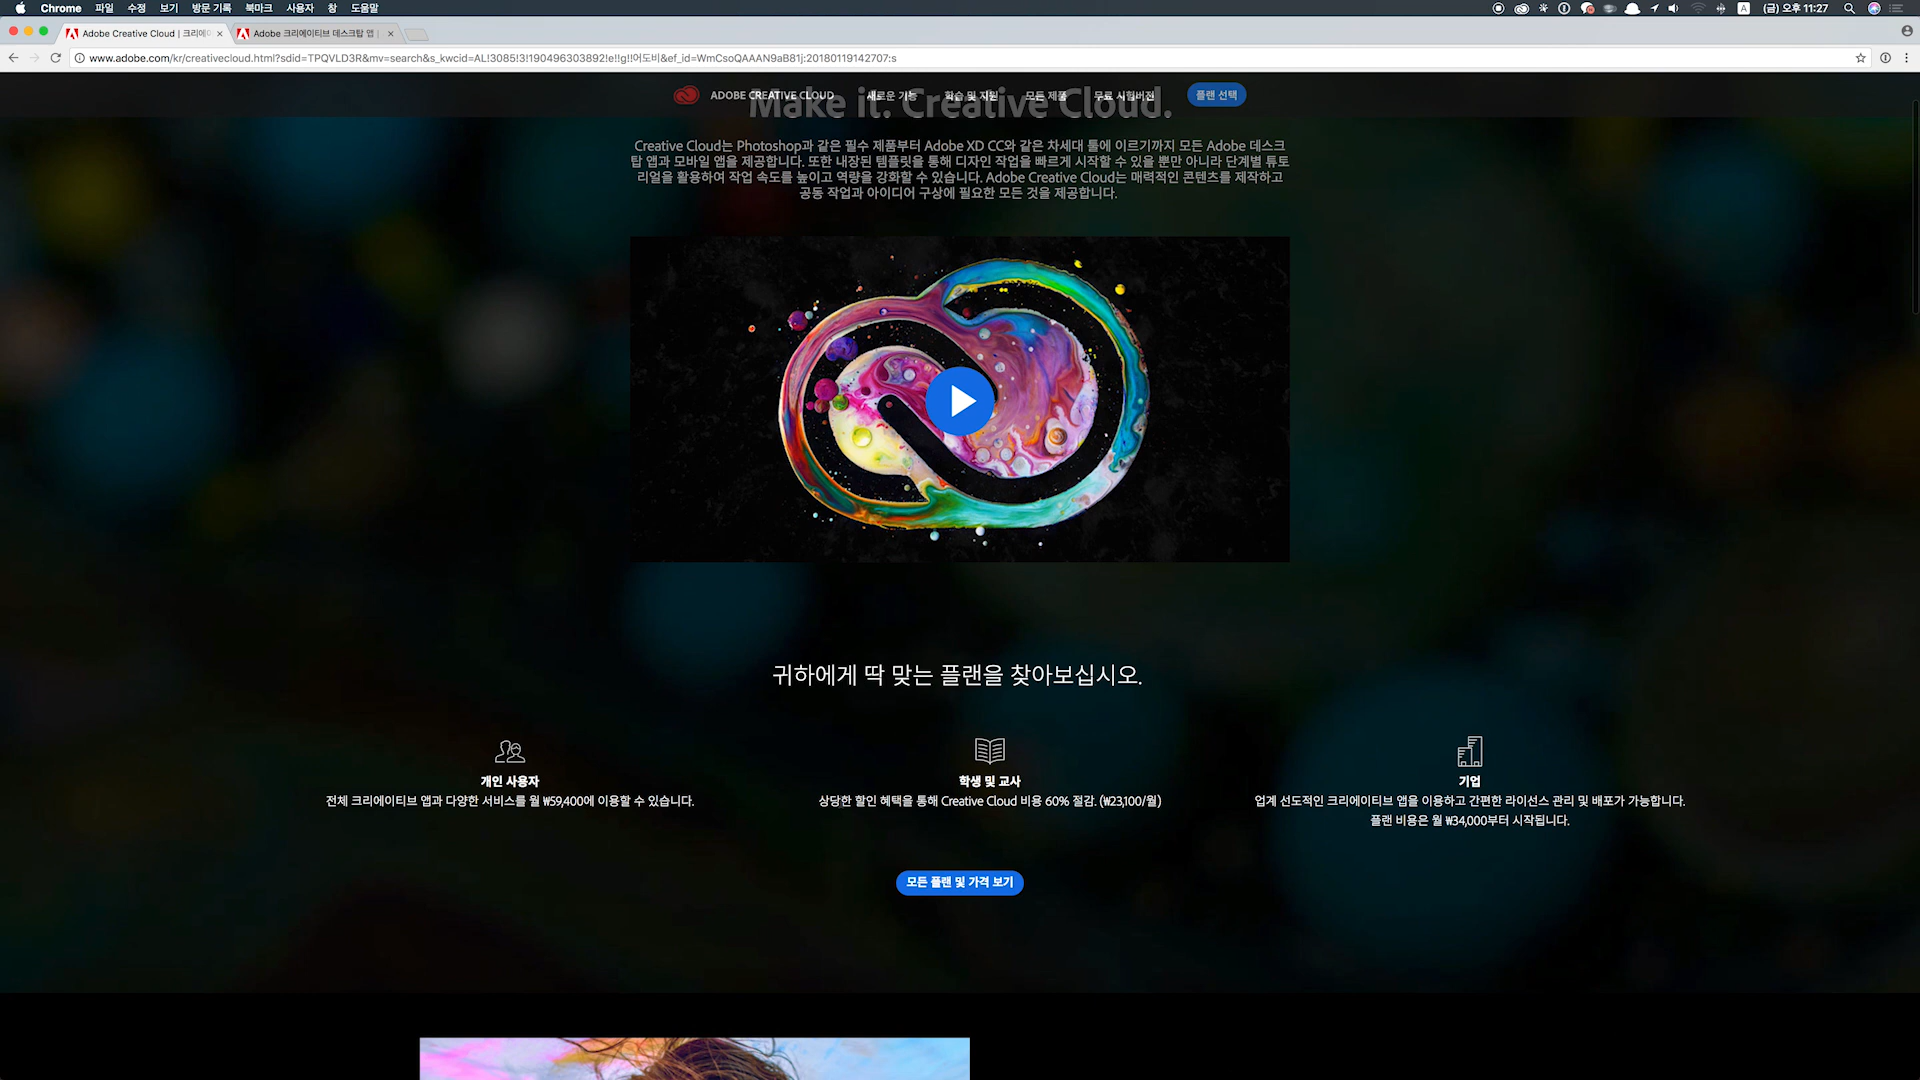 Chrome 파일 수정 보기 방문 기록 북마크 사용자 창 도움말
A (금) 오후 11:27
Adobe Creative Cloud | 크리에이
Adobe 크리에이티브 데스크탑 앱 |
www.adobe.com/kr/creativecloud.html?sdid=TPQVLD3R&mv=search&s_kwcid=AL!3085!3!190496303892!e!!g!!어도비&ef_id=WmCsoQAAAN9aB81j:20180119142707:s
ADOBE CREATIVE CLOUD 새로운 기능 학습 및 지원 모든 제품 무료 시험버전 플랜 선택
Make it. Creative Cloud.
Creative Cloud는 Photoshop과 같은 필수 제품부터 Adobe XD CC와 같은 차세대 툴에 이르기까지 모든 Adobe 데스크
탑 앱과 모바일 앱을 제공합니다. 또한 내장된 템플릿을 통해 디자인 작업을 빠르게 시작할 수 있을 뿐만 아니라 단계별 튜토
리얼을 활용하여 작업 속도를 높이고 역량을 강화할 수 있습니다. Adobe Creative Cloud는 매력적인 콘텐츠를 제작하고
공동 작업과 아이디어 구상에 필요한 모든 것을 제공합니다.
귀하에게 딱 맞는 플랜을 찾아보십시오.
개인 사용자
전체 크리에이티브 앱과 다양한 서비스를 월 ₩59,400에 이용할 수 있습니다.
학생 및 교사
상당한 할인 혜택을 통해 Creative Cloud 비용 60% 절감. (₩23,100/월)
기업
업계 선도적인 크리에이티브 앱을 이용하고 간편한 라이선스 관리 및 배포가 가능합니다.
플랜 비용은 월 ₩34,000부터 시작됩니다.
모든 플랜 및 가격 보기